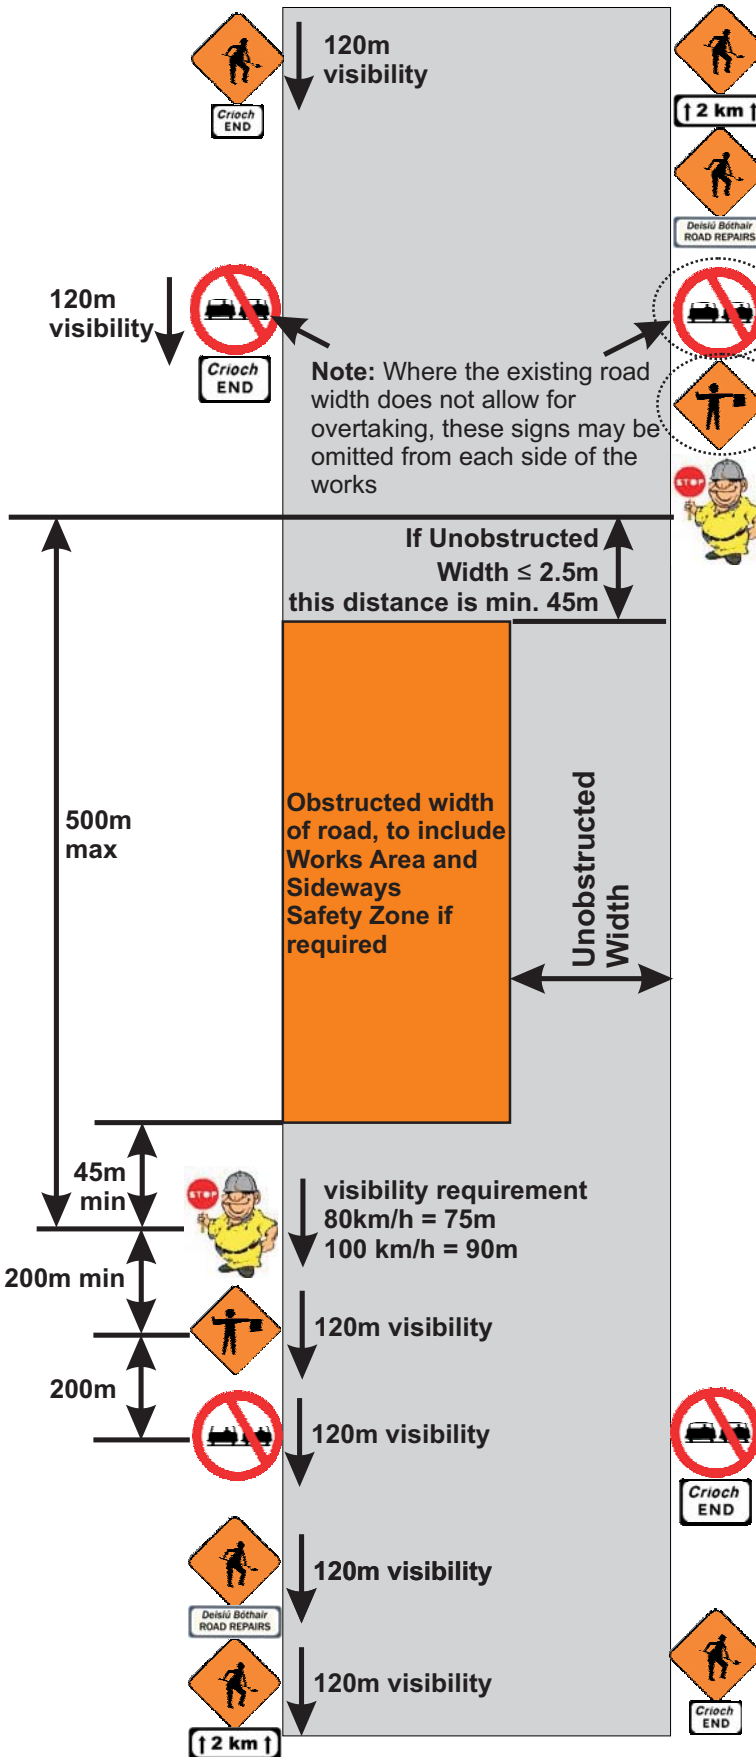 120m
visibility
Crioch
END
↑ 2 km ↑
Deisiú Bóthair
ROAD REPAIRS
120m
visibility
Crioch
END
Note: Where the existing road
width does not allow for
overtaking, these signs may be
omitted from each side of the
works
STOP
If Unobstructed
Width ≤ 2.5m
this distance is min. 45m
500m
max
Obstructed width
of road, to include
Works Area and
Sideways
Safety Zone if
required
Unobstructed
Width
45m
min
STOP
visibility requirement
80km/h = 75m
100 km/h = 90m
200m min
120m visibility
200m
120m visibility
Crioch
END
120m visibility
Deisiú Bóthair
ROAD REPAIRS
120m visibility
Crioch
END
↑ 2 km ↑